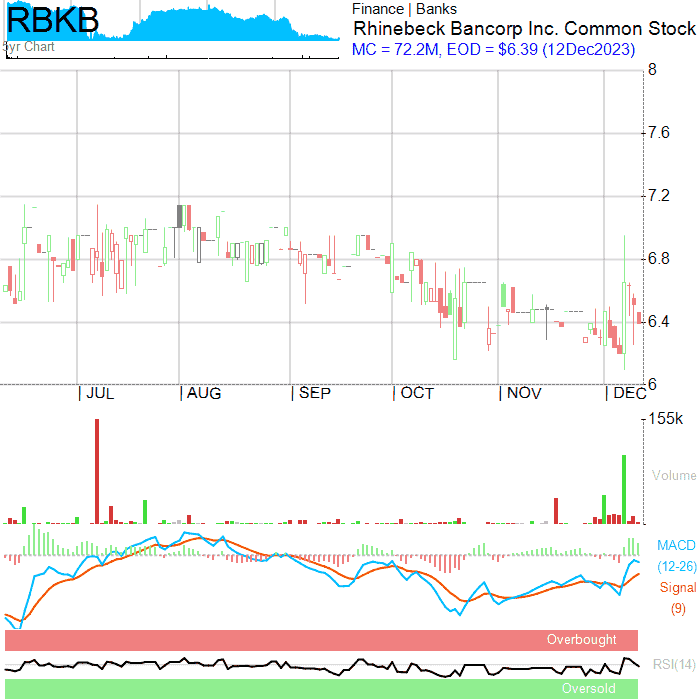 RBKB
5yr Chart
Finance | Banks
Rhinebeck Bancorp Inc. Common Stock
MC = 72.2M, EOD = $6.39 (12Dec2023)
8
7.6
7.2
6.8
6.4
6
JUL
AUG
SEP
OCT
NOV
DEC
155k
Volume
MACD
(12-26)
Signal
(9)
Overbought
RSI(14)
Oversold